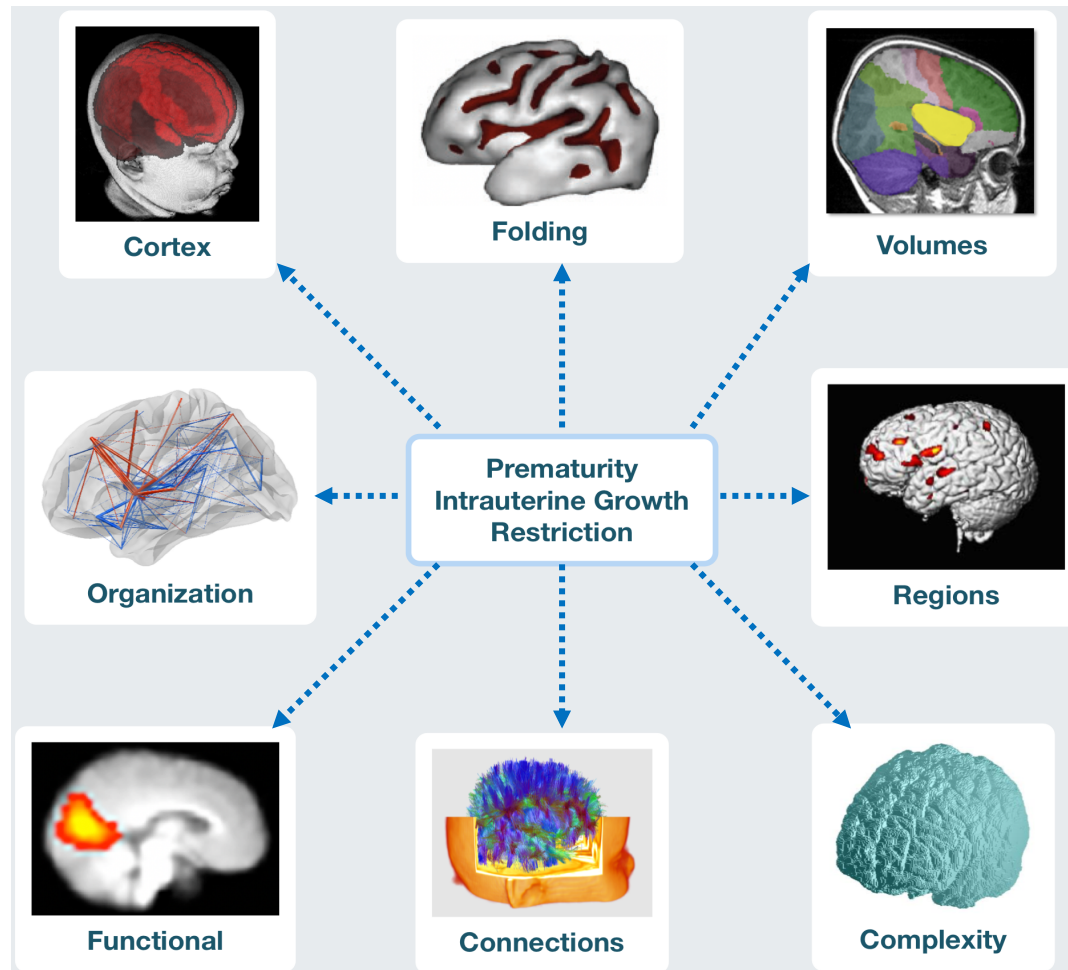 Cortex
Folding
Volumes
Prematurity
Intrauterine Growth
Restriction
Organization
Regions
Functional
Connections
Complexity